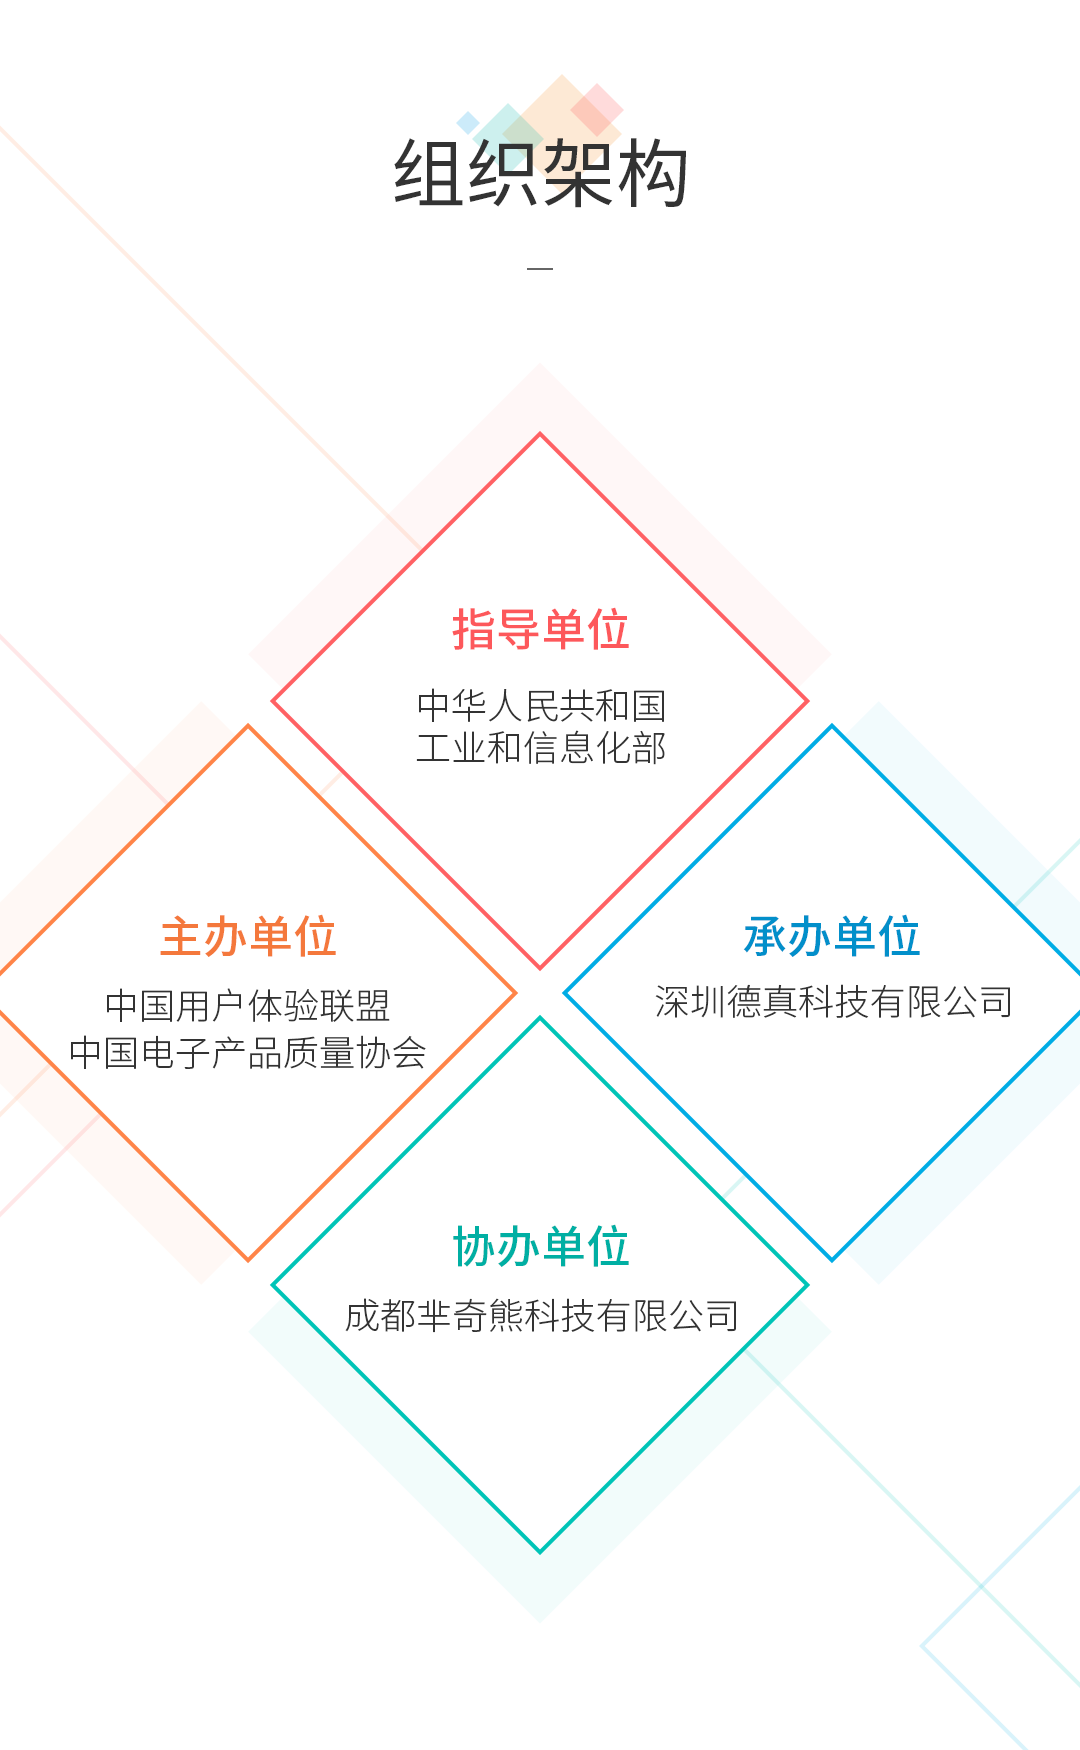 组织架构
指导单位
中华人民共和国
工业和信息化部
主办单位
中国用户体验联盟
中国电子产品质量协会
承办单位
深圳德真科技有限公司
协办单位
成都芈奇熊科技有限公司